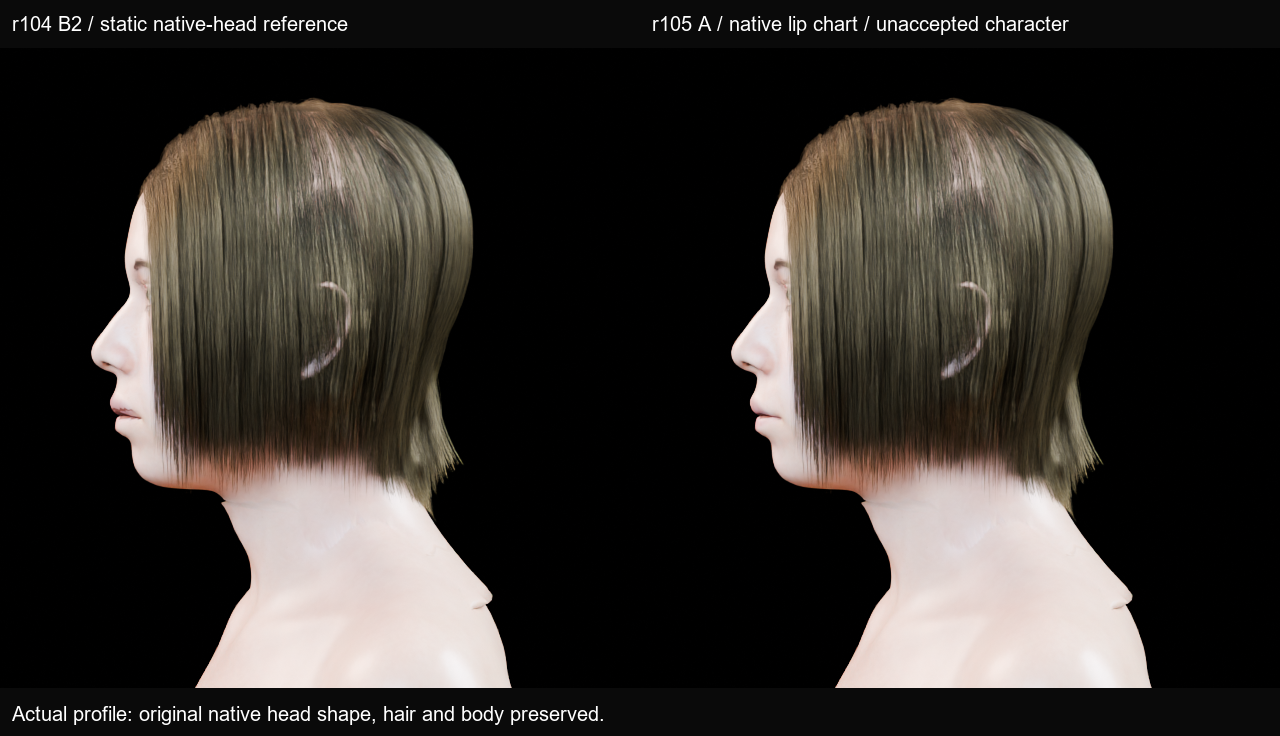 r104 B2 / static native-head reference
r105 A / native lip chart / unaccepted character
Actual profile: original native head shape, hair and body preserved.